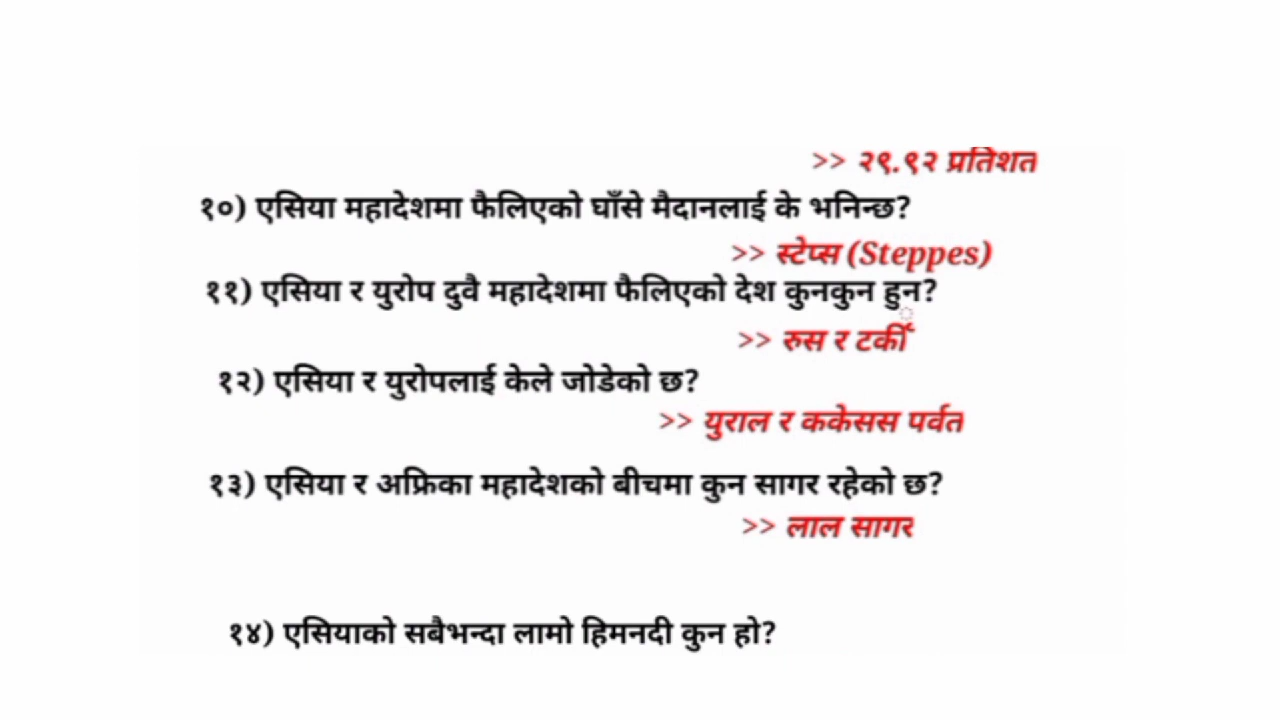 >> २९.९२ प्रतिशत
१०) एसिया महादेशमा फैलिएको घाँसे मैदानलाई के भनिन्छ?
>> स्टेप्स (Steppes)
११) एसिया र युरोप दुवै महादेशमा फैलिएको देश कुनकुन हुन्?
>> रुस र टर्की
१२) एसिया र युरोपलाई केले जोडेको छ?
>> युराल र ककेसस पर्वत
१३) एसिया र अफ्रिका महादेशको बीचमा कुन सागर रहेको छ?
>> लाल सागर
१४) एसियाको सबैभन्दा लामो हिमनदी कुन हो?